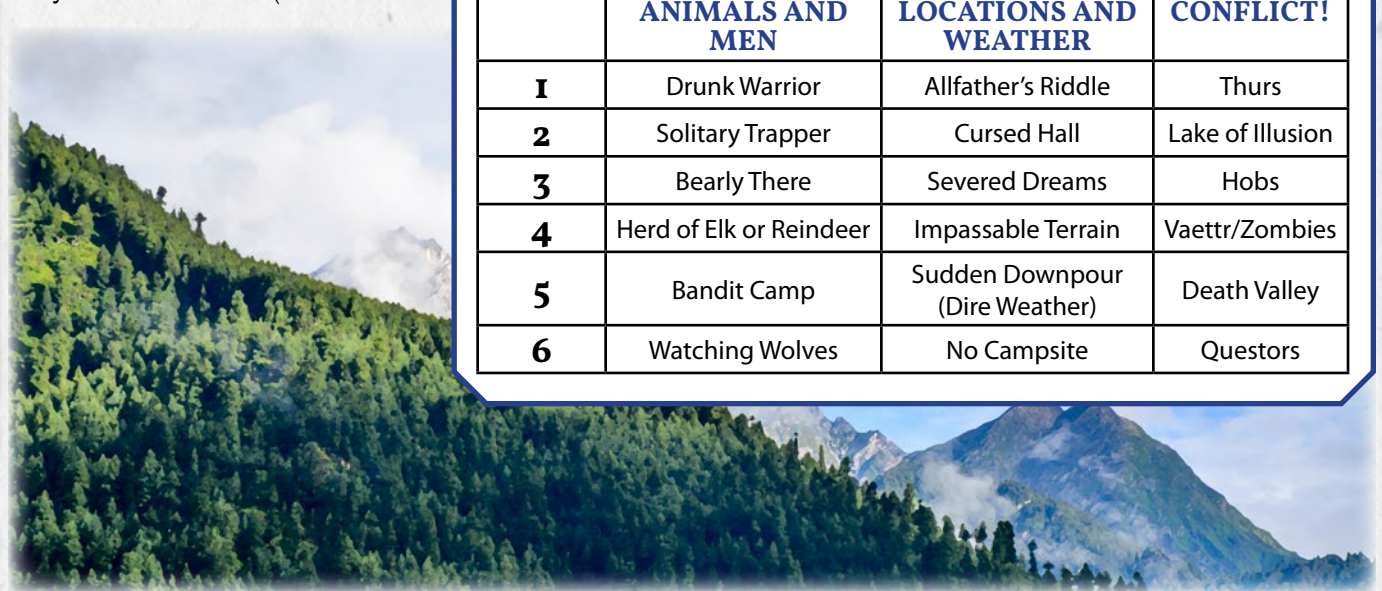 ANIMALS AND LOCATIONS AND CONFLICT!
MEN WEATHER
1 Drunk Warrior Allfather’s Riddle Thurs
2 Solitary Trapper Cursed Hall Lake of Illusion
3 Bearly There Severed Dreams Hobs
4 Herd of Elk or Reindeer Impassable Terrain Vaettr/Zombies
5 Bandit Camp Sudden Downpour Death Valley
(Dire Weather)
6 Watching Wolves No Campsite Questors